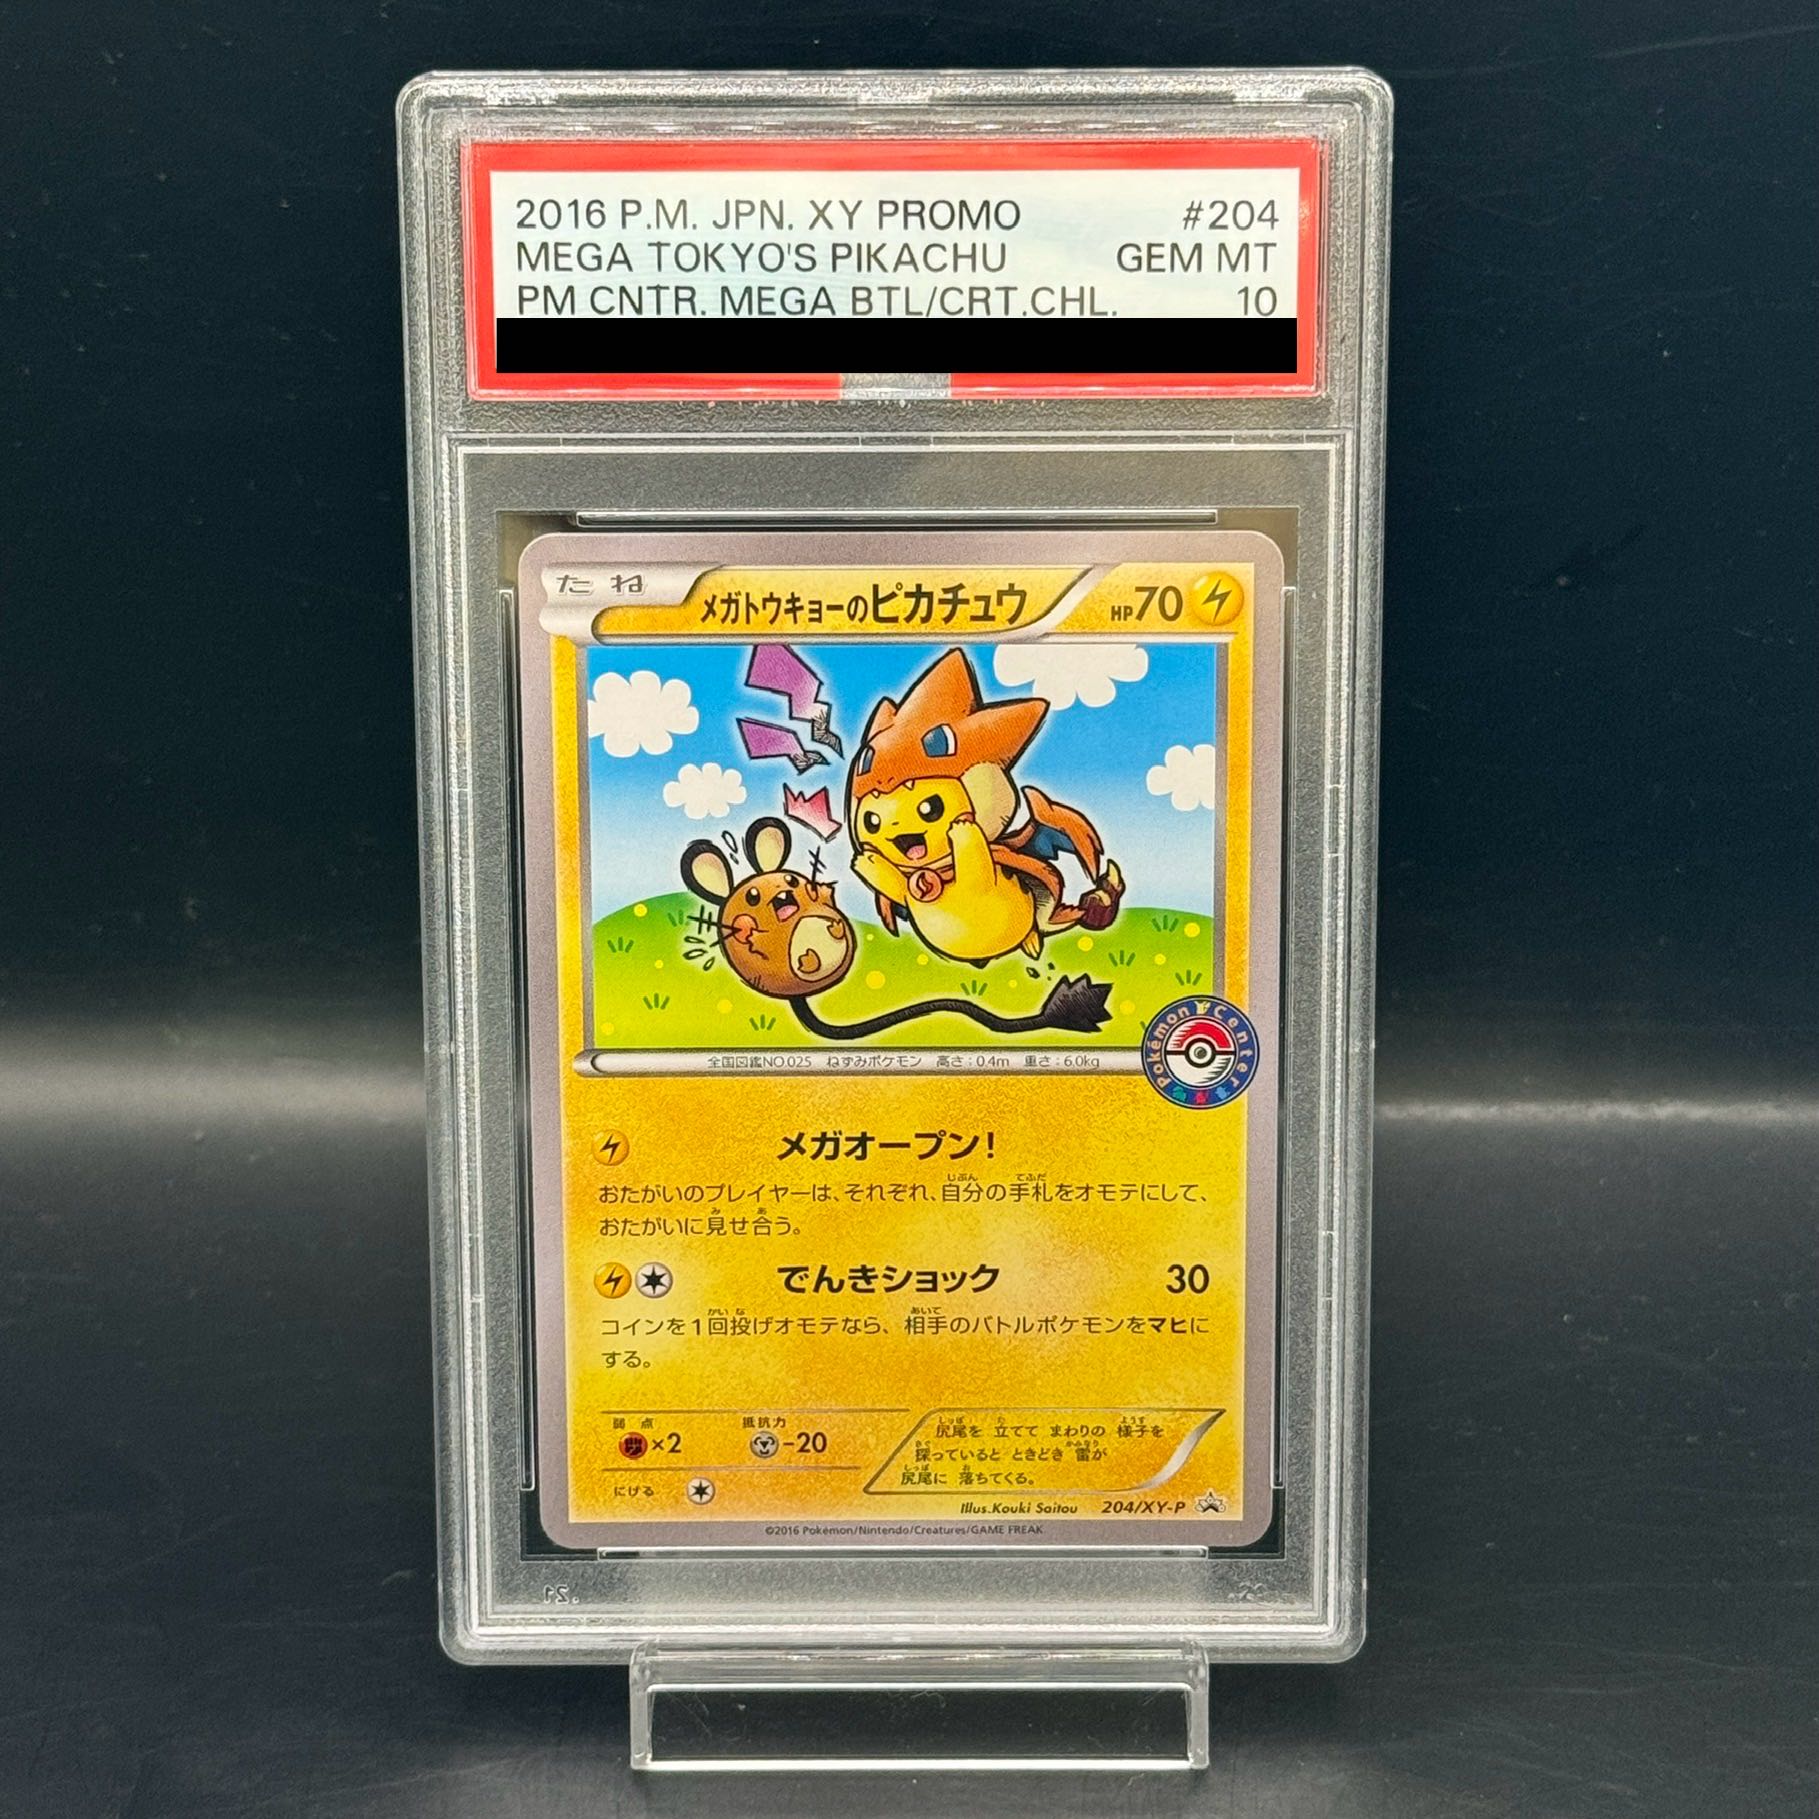 2016 P.M. JPN. XY PROMO #204
MEGA TOKYO'S PIKACHU GEM MT
PM CNTR. MEGA BTL/CRT.CHL. 10
たね メガトウキョーのピカチュウ HP70
Pokémon Center
全国図鑑NO.025 ねずみポケモン 高さ:0.4m 重さ:6.0kg
メガオープン!
おたがいのプレイヤーは、それぞれ、自分の手札をオモテにして、
おたがいに見せ合う。
でんきショック 30
コインを1回投げオモテなら、相手のバトルポケモンをマヒに
する。
弱点 抵抗力
×2 -20
にげる
尻尾を 立てて まわりの 様子を
探っていると ときどき 雷が
尻尾に 落ちてくる。
Illus.Kouki Saitou 204/XY-P
©2016 Pokémon/Nintendo/Creatures/GAME FREAK